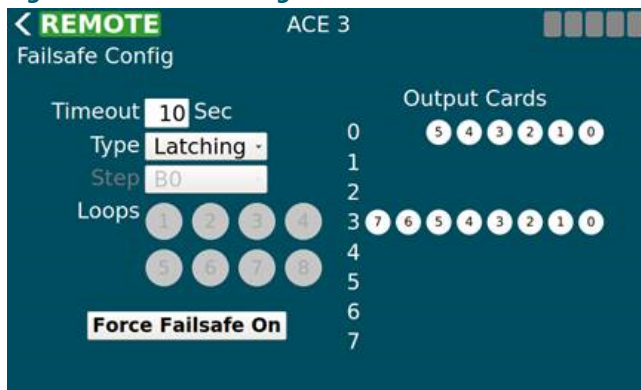 < REMOTE ACE 3
Failsafe Config
Timeout 10 Sec
Type Latching
Step B0
Loops 1 2 3 4
5 6 7 8
Force Failsafe On
Output Cards
0 5 4 3 2 1 0
1
2
3 7 6 5 4 3 2 1 0
4
5
6
7